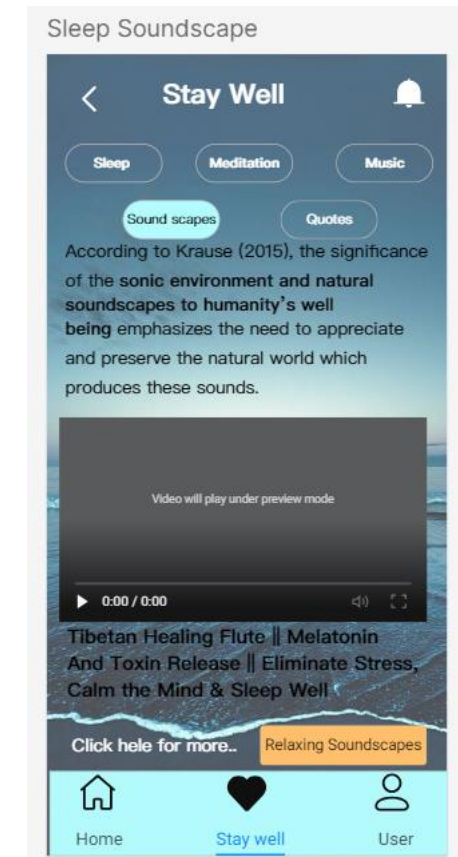 Sleep Soundscape
Stay Well
Sleep Meditation Music
Sound scapes Quotes
According to Krause (2015), the significance
of the sonic environment and natural
soundscapes to humanity's well
being emphasizes the need to appreciate
and preserve the natural world which
produces these sounds.
Video will play under preview mode
0:00 / 0:00
Tibetan Healing Flute || Melatonin
And Toxin Release || Eliminate Stress,
Calm the Mind & Sleep Well
Click hele for more.. Relaxing Soundscapes
Home Stay well User